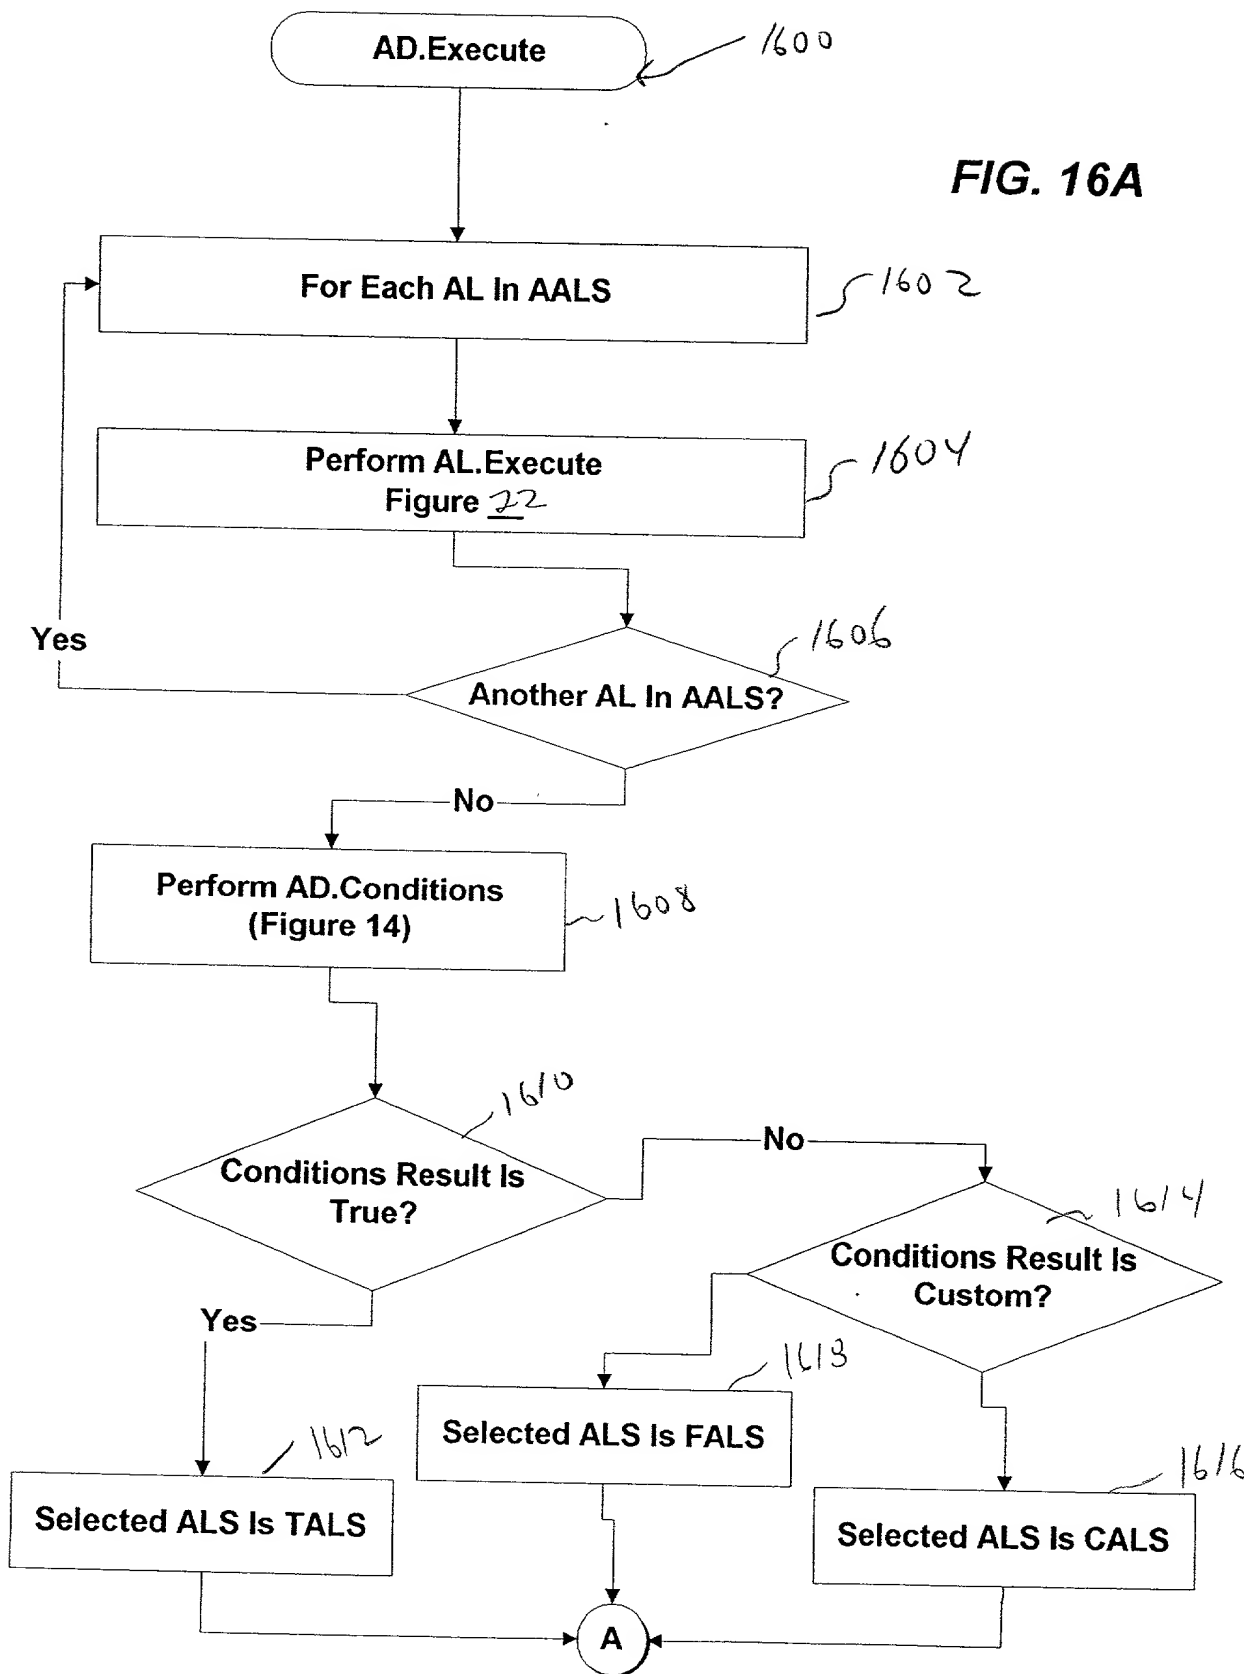 AD.Execute
1600
FIG. 16A
For Each AL In AALS
1602
Perform AL.Execute
Figure 22
1604
Yes
1606
Another AL In AALS?
No
Perform AD.Conditions
(Figure 14)
1608
1610
No
Conditions Result Is
True?
1614
Conditions Result Is
Custom?
Yes
1618
Selected ALS Is FALS
1612
1616
Selected ALS Is TALS
Selected ALS Is CALS
A